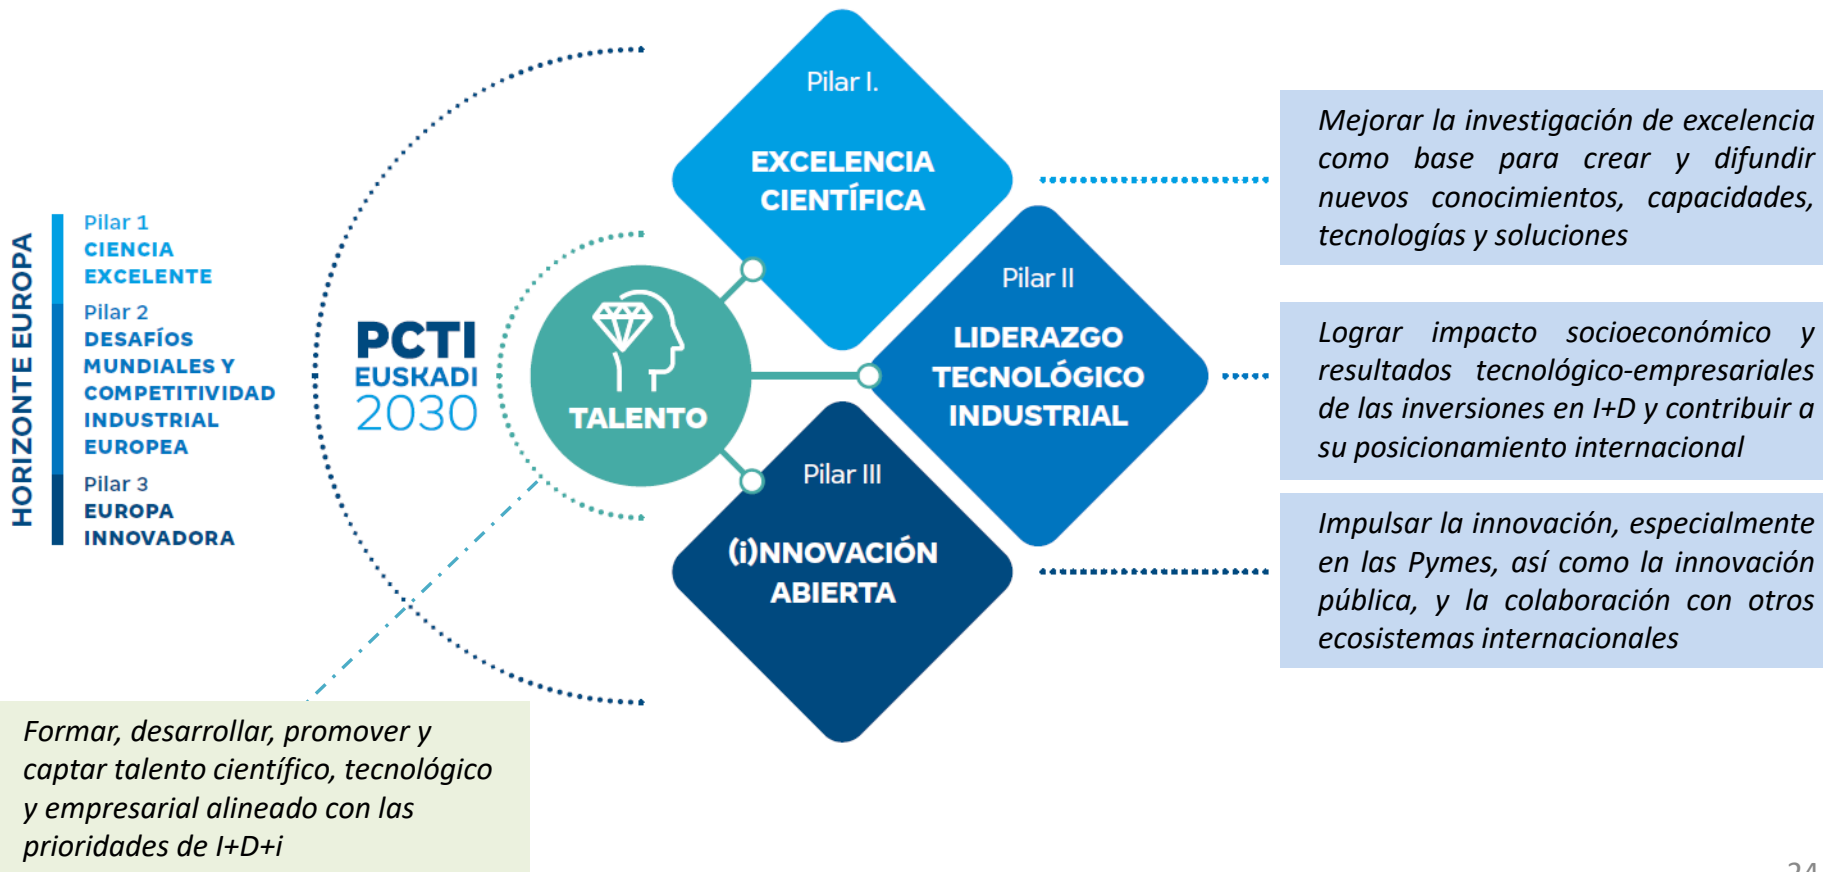 HORIZONTE EUROPA
Pilar 1
CIENCIA
EXCELENTE
Pilar 2
DESAFÍOS
MUNDIALES Y
COMPETITIVIDAD
INDUSTRIAL
EUROPEA
Pilar 3
EUROPA
INNOVADORA
PCTI
EUSKADI
2030
TALENTO
Pilar I.
EXCELENCIA
CIENTÍFICA
Pilar II
LIDERAZGO
TECNOLÓGICO
INDUSTRIAL
Pilar III
(i)NNOVACIÓN
ABIERTA
Mejorar la investigación de excelencia
como base para crear y difundir
nuevos conocimientos, capacidades,
tecnologías y soluciones
Lograr impacto socioeconómico y
resultados tecnológico-empresariales
de las inversiones en I+D y contribuir a
su posicionamiento internacional
Impulsar la innovación, especialmente
en las Pymes, así como la innovación
pública, y la colaboración con otros
ecosistemas internacionales
Formar, desarrollar, promover y
captar talento científico, tecnológico
y empresarial alineado con las
prioridades de I+D+i
24